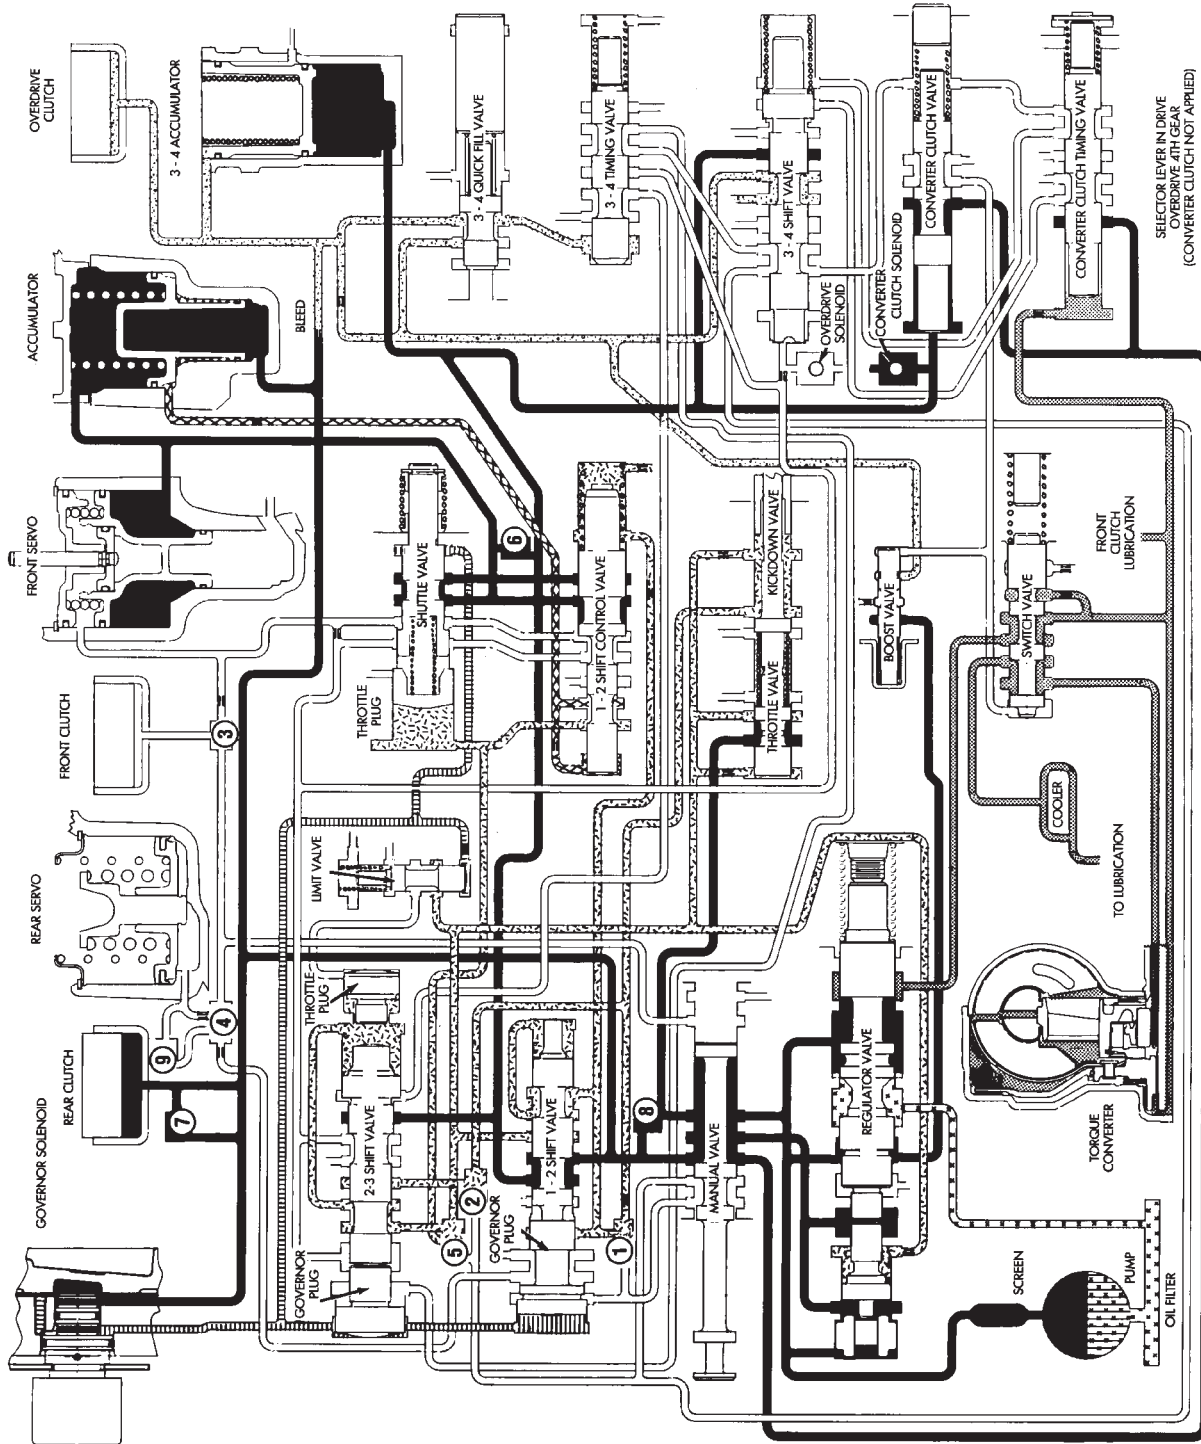 GOVERNOR SOLENOID
REAR CLUTCH
REAR SERVO
FRONT CLUTCH
FRONT SERVO
ACCUMULATOR
OVERDRIVE
CLUTCH
7
9
4
3
BLEED
3 - 4 ACCUMULATOR
GOVERNOR
PLUG
2-3 SHIFT VALVE
THROTTLE
PLUG
LIMIT VALVE
THROTTLE
PLUG
SHUTTLE VALVE
6
3 - 4 QUICK FILL VALVE
5
2
GOVERNOR
PLUG
1 - 2 SHIFT VALVE
1 - 2 SHIFT CONTROL VALVE
3 - 4 TIMING VALVE
1
8
MANUAL VALVE
THROTTLE VALVE
KICKDOWN VALVE
OVERDRIVE
SOLENOID
3 - 4 SHIFT VALVE
REGULATOR VALVE
BOOST VALVE
CONVERTER
CLUTCH SOLENOID
CONVERTER CLUTCH VALVE
SCREEN
PUMP
OIL FILTER
TORQUE
CONVERTER
TO LUBRICATION
COOLER
SWITCH VALVE
FRONT
CLUTCH
LUBRICATION
CONVERTER CLUTCH TIMING VALVE
SELECTOR LEVER IN DRIVE
OVERDRIVE 4TH GEAR
(CONVERTER CLUTCH NOT APPLIED)